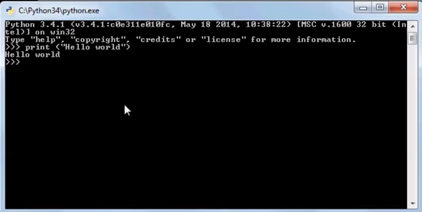 C:\Python34\python.exe
Python 3.4.1 (v3.4.1:c0e311e010fc, May 18 2014, 10:38:22) [MSC v.1600 32 bit (In
tel)] on win32
Type "help", "copyright", "credits" or "license" for more information.
>>> print ("Hello world")
Hello world
>>>